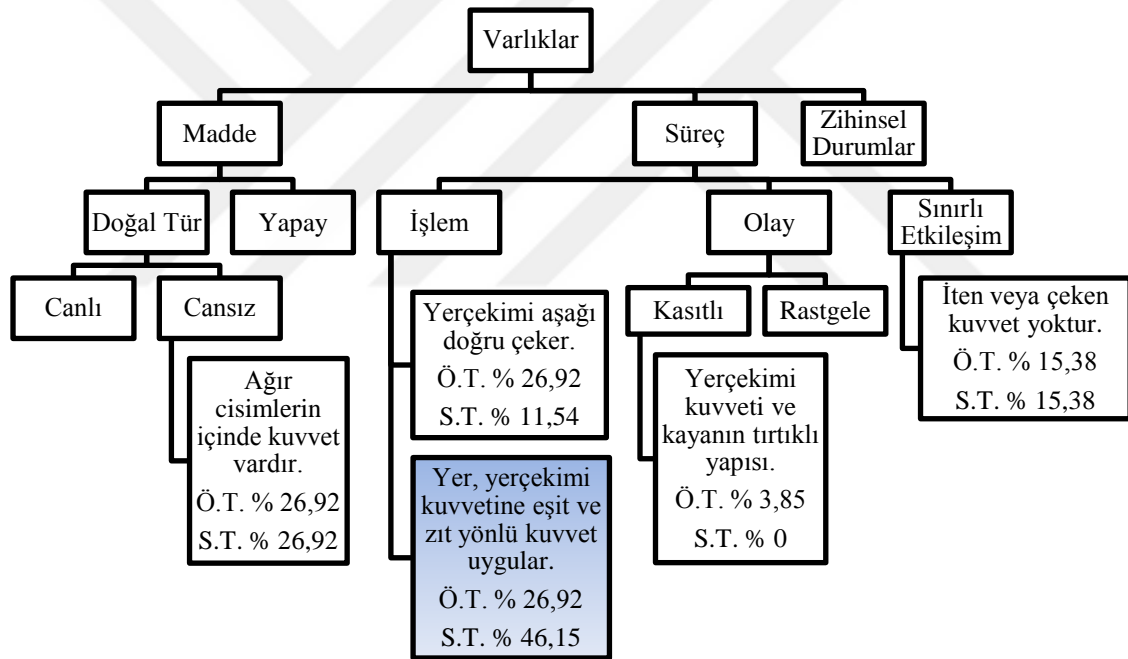 Varlıklar
Madde
Süreç
Zihinsel
Durumlar
Doğal Tür
Yapay
İşlem
Olay
Sınırlı
Etkileşim
Canlı
Cansız
Kasıtlı
Rastgele
Ağır
cisimlerin
içinde kuvvet
vardır.
Ö.T. % 26,92
S.T. % 26,92
Yerçekimi aşağı
doğru çeker.
Ö.T. % 26,92
S.T. % 11,54
Yer, yerçekimi
kuvvetine eşit ve
zıt yönlü kuvvet
uygular.
Ö.T. % 26,92
S.T. % 46,15
Yerçekimi
kuvveti ve
kayanın tırtıklı
yapısı.
Ö.T. % 3,85
S.T. % 0
İten veya çeken
kuvvet yoktur.
Ö.T. % 15,38
S.T. % 15,38